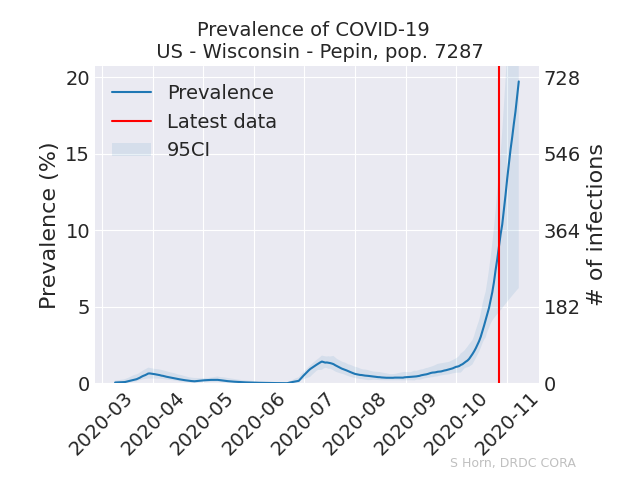 Prevalence of COVID-19
US - Wisconsin - Pepin, pop. 7287
Prevalence
Latest data
95CI
Prevalence (%)
20
15
10
5
0
728
546
364
182
0
# of infections
2020-03
2020-04
2020-05
2020-06
2020-07
2020-08
2020-09
2020-10
2020-11
S Horn, DRDC CORA